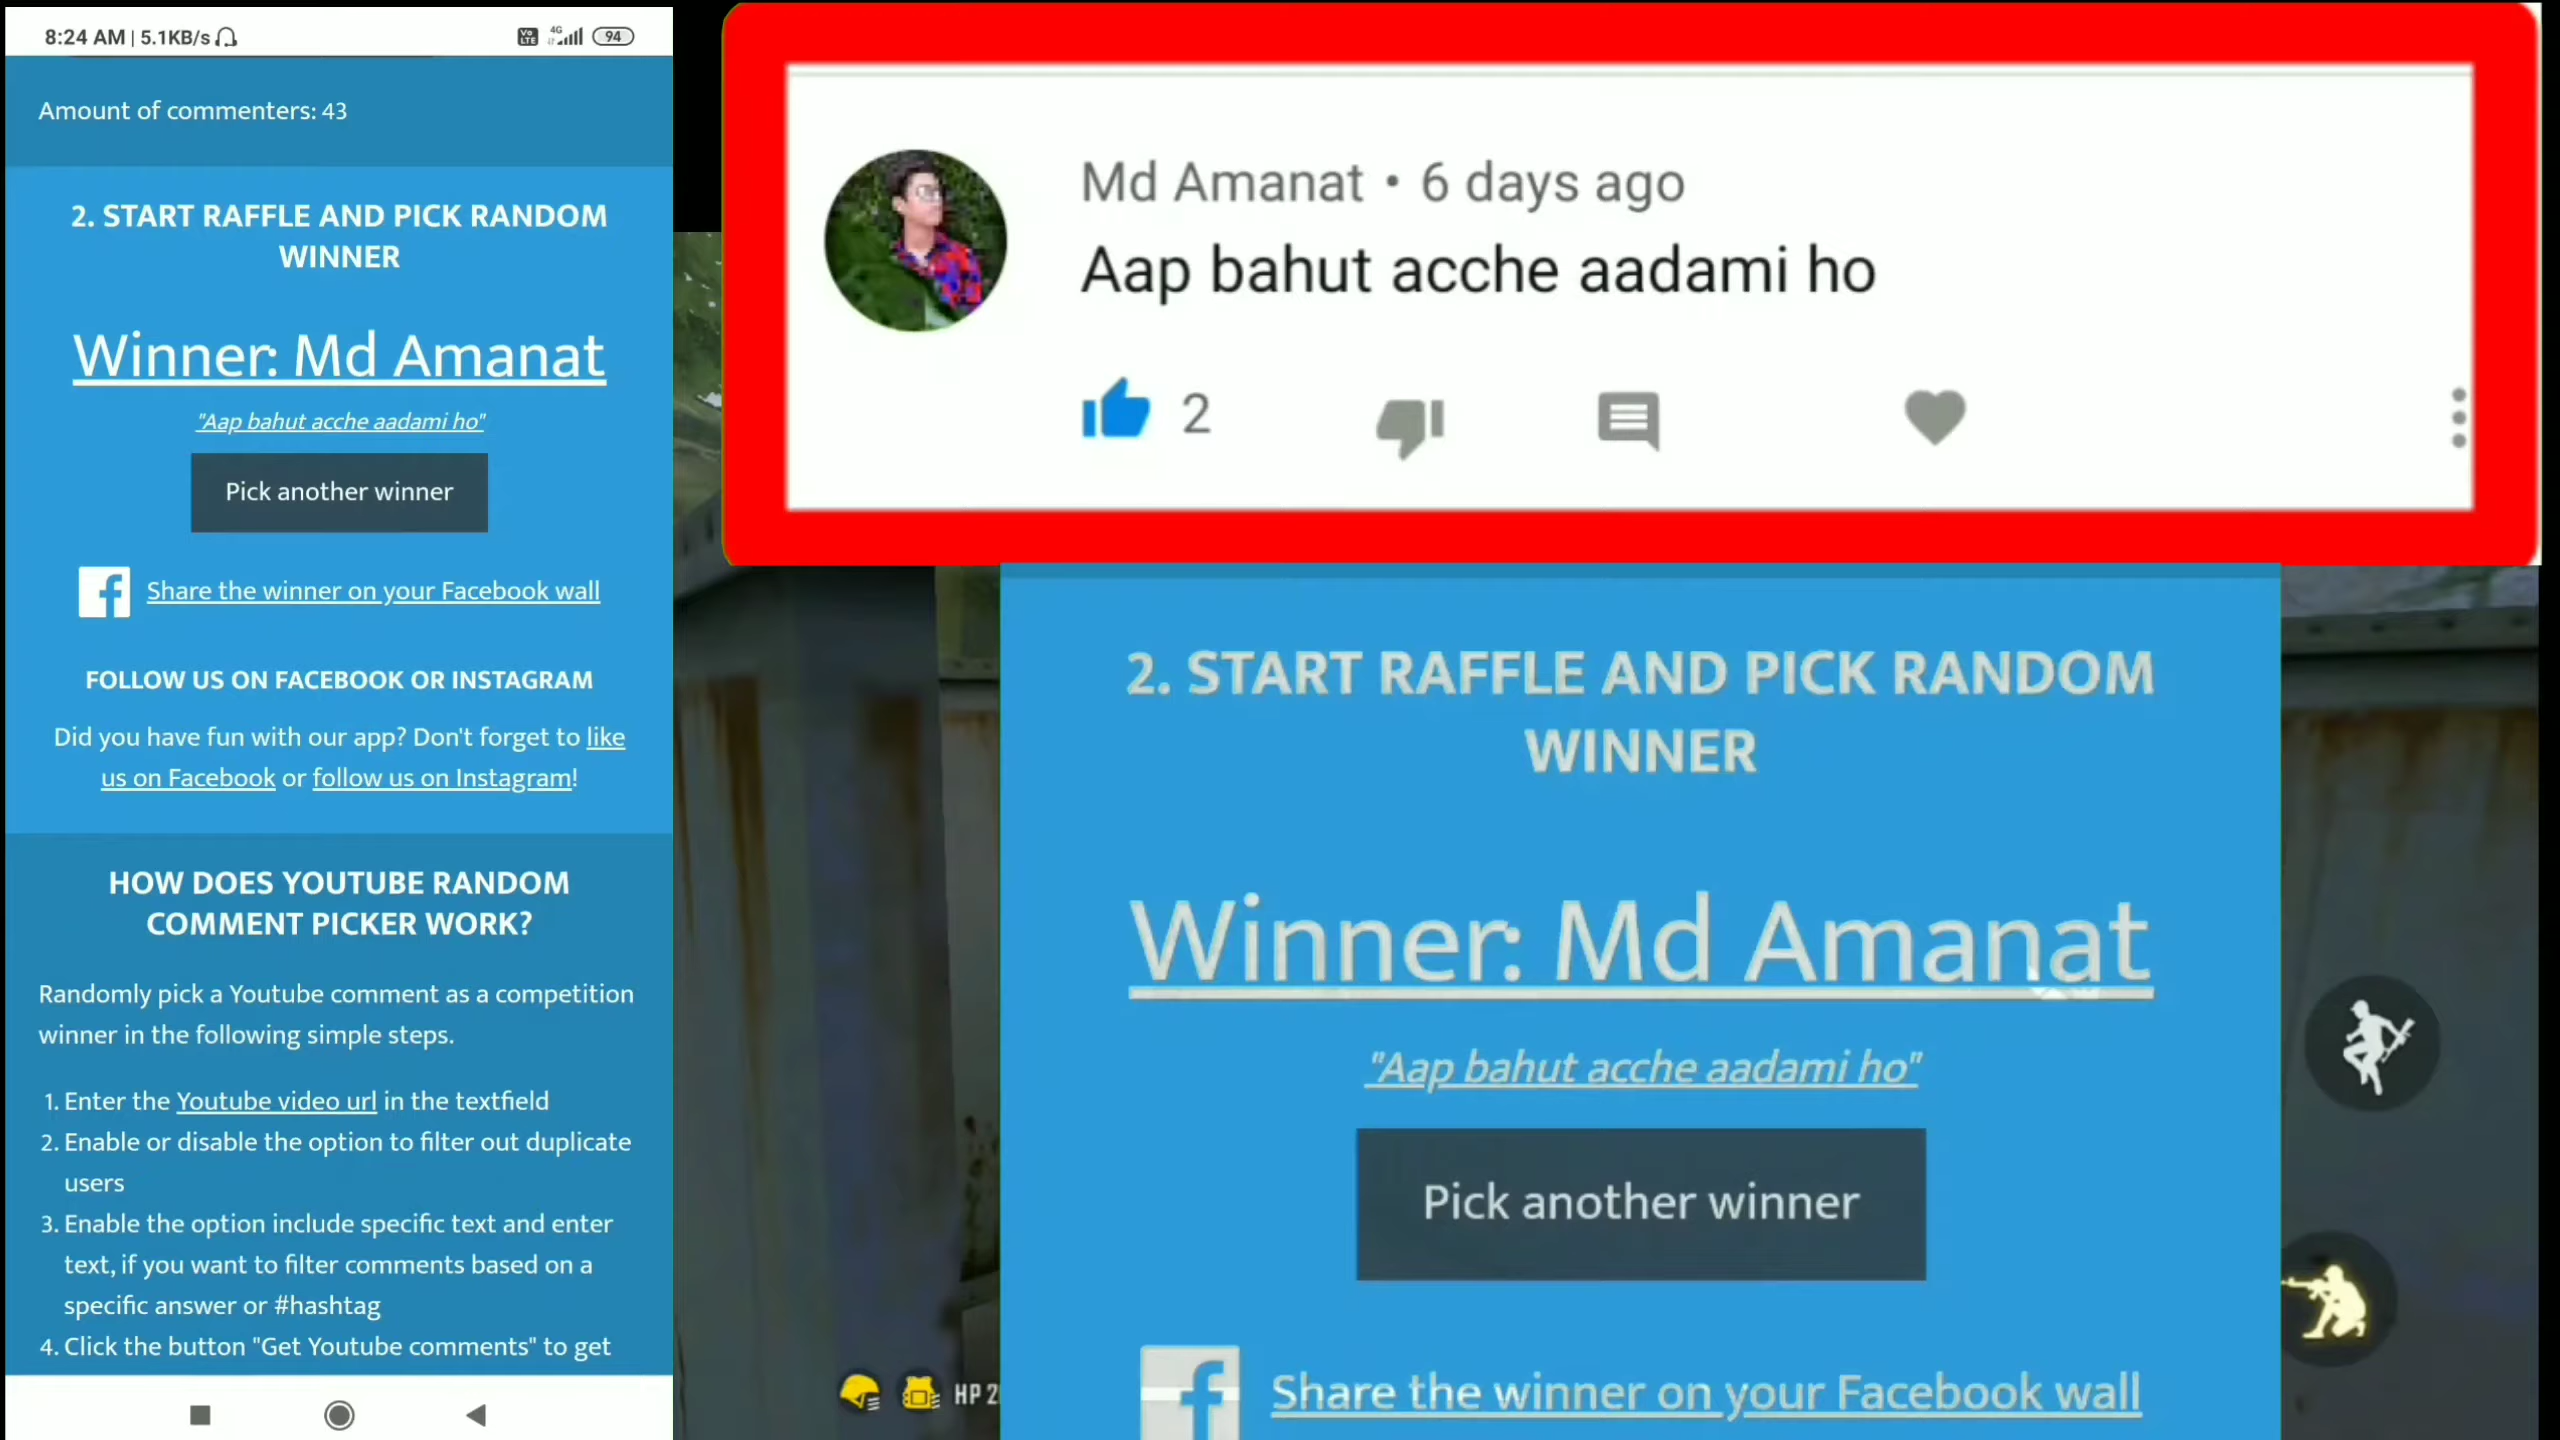 8:24 AM | 5.1KB/s
Vo LTE 4G 94
Amount of commenters: 43
2. START RAFFLE AND PICK RANDOM
WINNER
Winner: Md Amanat
"Aap bahut acche aadami ho"
Pick another winner
Share the winner on your Facebook wall
FOLLOW US ON FACEBOOK OR INSTAGRAM
Did you have fun with our app? Don't forget to like
us on Facebook or follow us on Instagram!
HOW DOES YOUTUBE RANDOM
COMMENT PICKER WORK?
Randomly pick a Youtube comment as a competition
winner in the following simple steps.
1. Enter the Youtube video url in the textfield
2. Enable or disable the option to filter out duplicate
users
3. Enable the option include specific text and enter
text, if you want to filter comments based on a
specific answer or #hashtag
4. Click the button "Get Youtube comments" to get
Md Amanat • 6 days ago
Aap bahut acche aadami ho
2
2. START RAFFLE AND PICK RANDOM
WINNER
Winner: Md Amanat
"Aap bahut acche aadami ho"
Pick another winner
Share the winner on your Facebook wall
HP 2